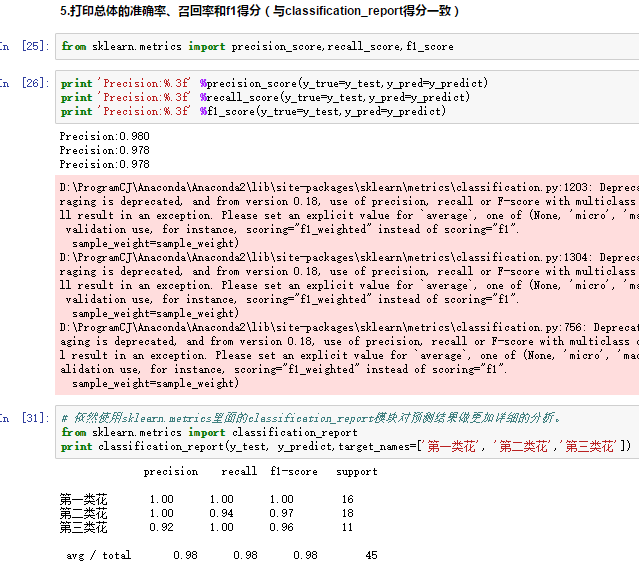 5.打印总体的准确率、召回率和f1得分（与classification_report得分一致）
In [25]: from sklearn.metrics import precision_score,recall_score,f1_score
In [26]: print 'Precision:%.3f' %precision_score(y_true=y_test,y_pred=y_predict)
print 'Precision:%.3f' %recall_score(y_true=y_test,y_pred=y_predict)
print 'Precision:%.3f' %f1_score(y_true=y_test,y_pred=y_predict)
Precision:0.980
Precision:0.978
Precision:0.978
D:\ProgramCJ\Anaconda\Anaconda2\lib\site-packages\sklearn\metrics\classification.py:1203: Depreca
raging is deprecated, and from version 0.18, use of precision, recall or F-score with multiclass
ll result in an exception. Please set an explicit value for `average`, one of (None, 'micro', 'ma
validation use, for instance, scoring="f1_weighted" instead of scoring="f1".
sample_weight=sample_weight)
D:\ProgramCJ\Anaconda\Anaconda2\lib\site-packages\sklearn\metrics\classification.py:1304: Depreca
raging is deprecated, and from version 0.18, use of precision, recall or F-score with multiclass
ll result in an exception. Please set an explicit value for `average`, one of (None, 'micro', 'ma
validation use, for instance, scoring="f1_weighted" instead of scoring="f1".
sample_weight=sample_weight)
D:\ProgramCJ\Anaconda\Anaconda2\lib\site-packages\sklearn\metrics\classification.py:756: Deprecat
aging is deprecated, and from version 0.18, use of precision, recall or F-score with multiclass o
l result in an exception. Please set an explicit value for `average`, one of (None, 'micro', 'mac
alidation use, for instance, scoring="f1_weighted" instead of scoring="f1".
sample_weight=sample_weight)
In [31]: # 依然使用sklearn.metrics里面的classification_report模块对预测结果做更加详细的分析。
from sklearn.metrics import classification_report
print classification_report(y_test, y_predict,target_names=['第一类花', '第二类花','第三类花'])
precision recall f1-score support
第一类花 1.00 1.00 1.00 16
第二类花 1.00 0.94 0.97 18
第三类花 0.92 1.00 0.96 11
avg / total 0.98 0.98 0.98 45